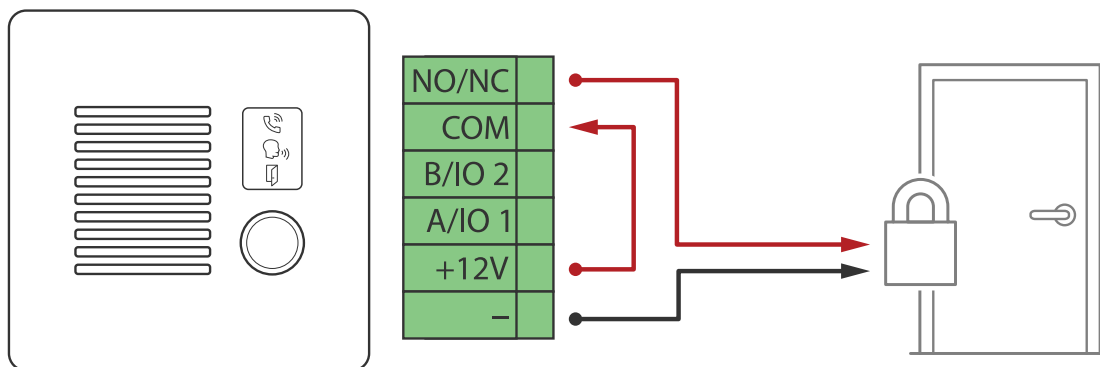 NO/NC
COM
B/IO 2
A/IO 1
+12V
–